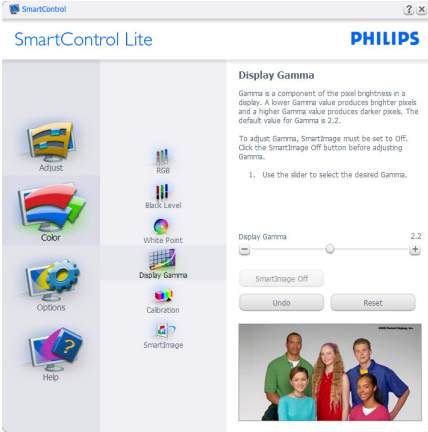 SmartControl
SmartControl Lite
PHILIPS
Adjust
Color
Options
Help
RGB
Black Level
White Point
Display Gamma
Calibration
SmartImage
Display Gamma
Gamma is a component of the pixel brightness in a
display. A lower Gamma value produces brighter pixels
and a higher Gamma value produces darker pixels. The
default value for Gamma is 2.2.
To adjust Gamma, SmartImage must be set to Off.
Click the SmartImage Off button before adjusting
Gamma.
1. Use the slider to select the desired Gamma.
Display Gamma 2.2
SmartImage Off
Undo Reset